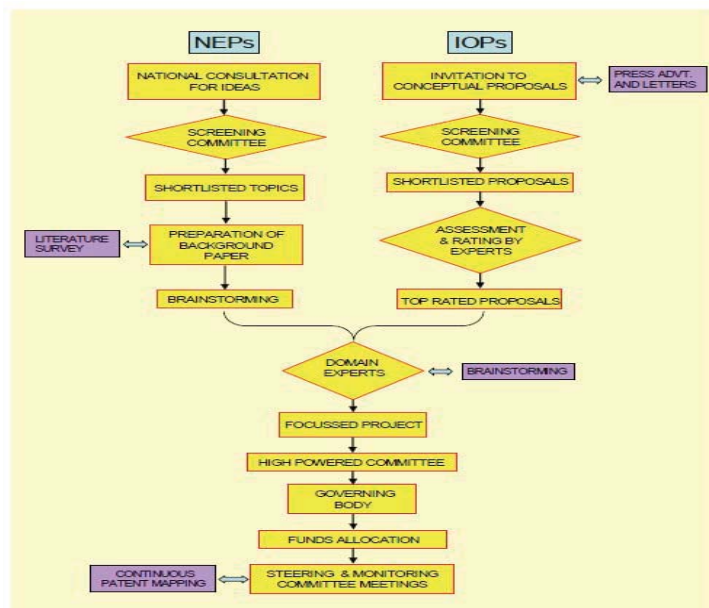 NEPs
IOPs
NATIONAL CONSULTATION
FOR IDEAS
INVITATION TO
CONCEPTUAL PROPOSALS
PRESS ADVT.
AND LETTERS
SCREENING
COMMITTEE
SCREENING
COMMITTEE
SHORTLISTED TOPICS
SHORTLISTED PROPOSALS
LITERATURE
SURVEY
PREPARATION OF
BACKGROUND
PAPER
ASSESSMENT
& RATING BY
EXPERTS
BRAINSTORMING
TOP RATED PROPOSALS
DOMAIN
EXPERTS
BRAINSTORMING
FOCUSSED PROJECT
HIGH POWERED COMMITTEE
GOVERNING
BODY
FUNDS ALLOCATION
CONTINUOUS
PATENT MAPPING
STEERING & MONITORING
COMMITTEE MEETINGS